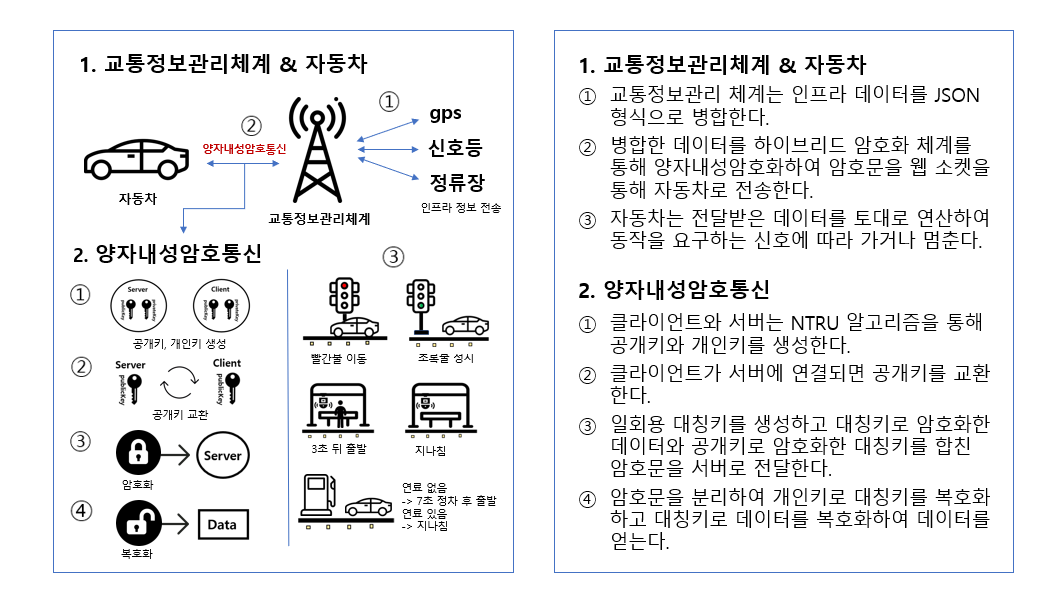 1. 교통정보관리체계 & 자동차
①
gps
②
양자내성암호통신
신호등
정류장
자동차
인프라 정보 전송
교통정보관리체계
2. 양자내성암호통신
①
Server
publicKey
privateKey
Client
publicKey
privateKey
공개키, 개인키 생성
②
Server
publicKey
Client
publicKey
공개키 교환
③
Server
암호화
④
Data
복호화
③
빨간불 이동
초록불 정시
3초 뒤 출발
지나침
연료 없음
-> 7초 정차 후 출발
연료 있음
-> 지나침
1. 교통정보관리체계 & 자동차
① 교통정보관리 체계는 인프라 데이터를 JSON
형식으로 병합한다.
② 병합한 데이터를 하이브리드 암호화 체계를
통해 양자내성암호화하여 암호문을 웹 소켓을
통해 자동차로 전송한다.
③ 자동차는 전달받은 데이터를 토대로 연산하여
동작을 요구하는 신호에 따라 가거나 멈춘다.
2. 양자내성암호통신
① 클라이언트와 서버는 NTRU 알고리즘을 통해
공개키와 개인키를 생성한다.
② 클라이언트가 서버에 연결되면 공개키를 교환
한다.
③ 일회용 대칭키를 생성하고 대칭키로 암호화한
데이터와 공개키로 암호화한 대칭키를 합친
암호문을 서버로 전달한다.
④ 암호문을 분리하여 개인키로 대칭키를 복호화
하고 대칭키로 데이터를 복호화하여 데이터를
얻는다.